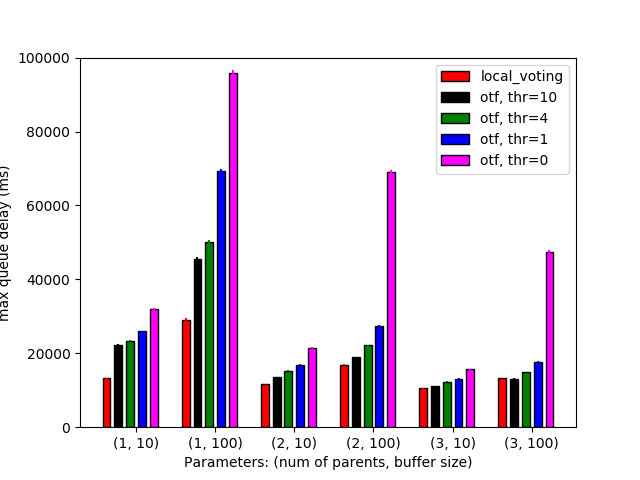 100000
80000
60000
40000
20000
0
max queue delay (ms)
local_voting
otf, thr=10
otf, thr=4
otf, thr=1
otf, thr=0
(1, 10) (1, 100) (2, 10) (2, 100) (3, 10) (3, 100)
Parameters: (num of parents, buffer size)